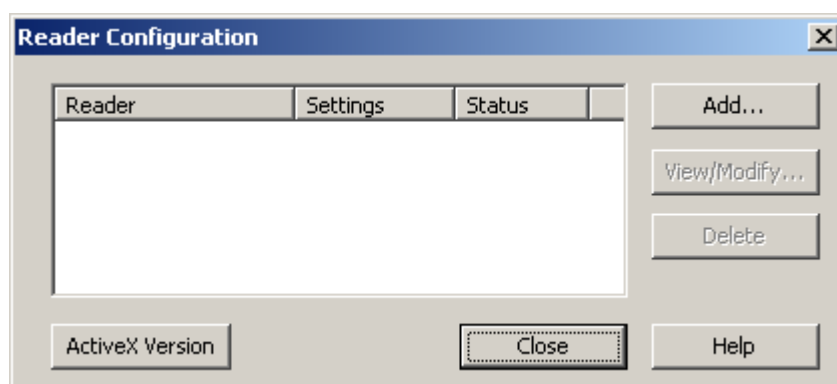 Reader Configuration
Reader Settings Status
Add...
View/Modify...
Delete
ActiveX Version Close Help